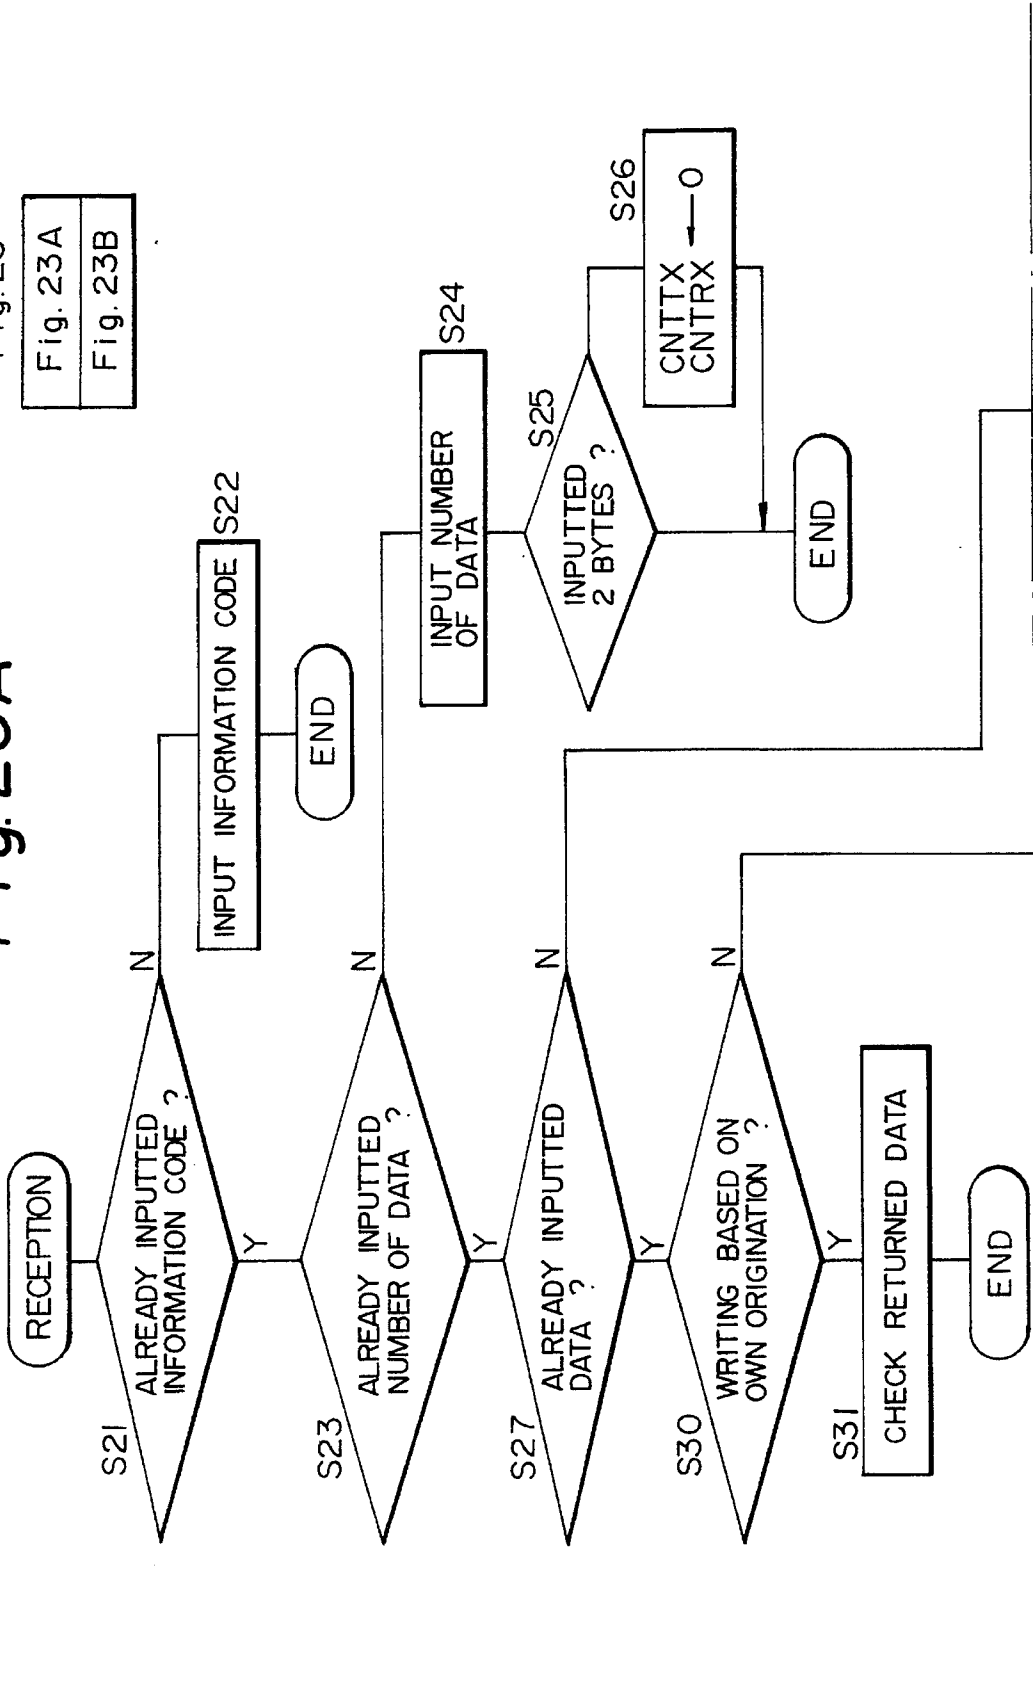 Fig. 23A
Fig. 23B
RECEPTION
S21
ALREADY INPUTTED
INFORMATION CODE ?
N
Y
S22
INPUT INFORMATION CODE
END
S23
ALREADY INPUTTED
NUMBER OF DATA ?
N
Y
S24
INPUT NUMBER
OF DATA
S25
INPUTTED
2 BYTES ?
S26
CNTTX
CNTRX ← 0
END
S27
ALREADY INPUTTED
DATA ?
N
Y
S30
WRITING BASED ON
OWN ORIGINATION ?
N
Y
S31
CHECK RETURNED DATA
END